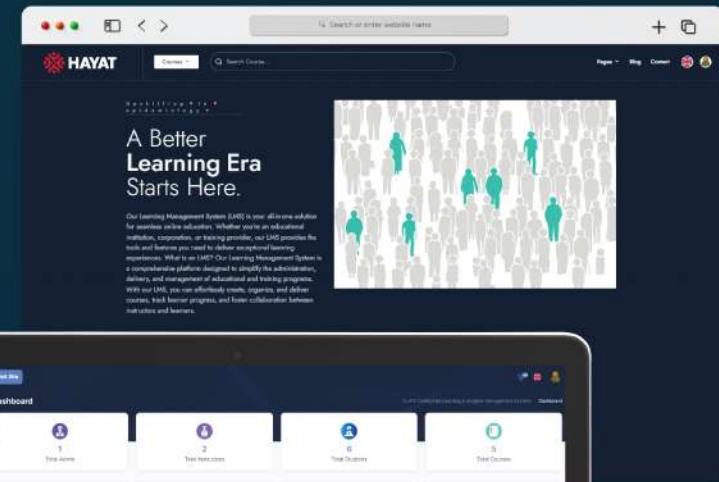 Search or enter website name
HAYAT
Courses
Search Course...
Pages
Blog
Contact
A Better
Learning Era
Starts Here.
Our Learning Management System (LMS) is your all-in-one solution
for seamless online education. Whether you're an educational
institution, corporation, or training provider, our LMS provides the
tools and features you need to deliver exceptional learning
experiences. What is an LMS? Our Learning Management System is
a comprehensive platform designed to simplify the administration,
delivery, and management of educational and training programs.
With our LMS, you can effortlessly create, organize, and deliver
courses, track learner progress, and foster collaboration between
instructors and learners.
Dashboard
1
Total Admin
2
Total Instructors
6
Total Students
5
Total Courses